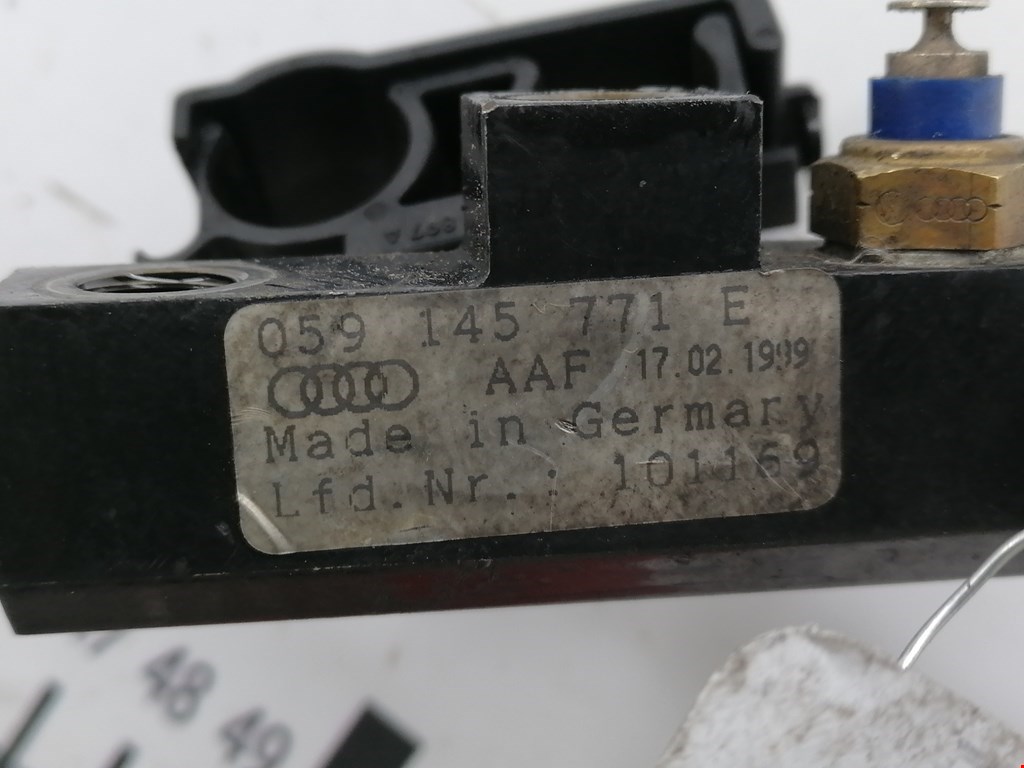 059 145 771 E
AAF 17.02.1999
Made in Germany
Lfd.Nr.: 101169
48
49